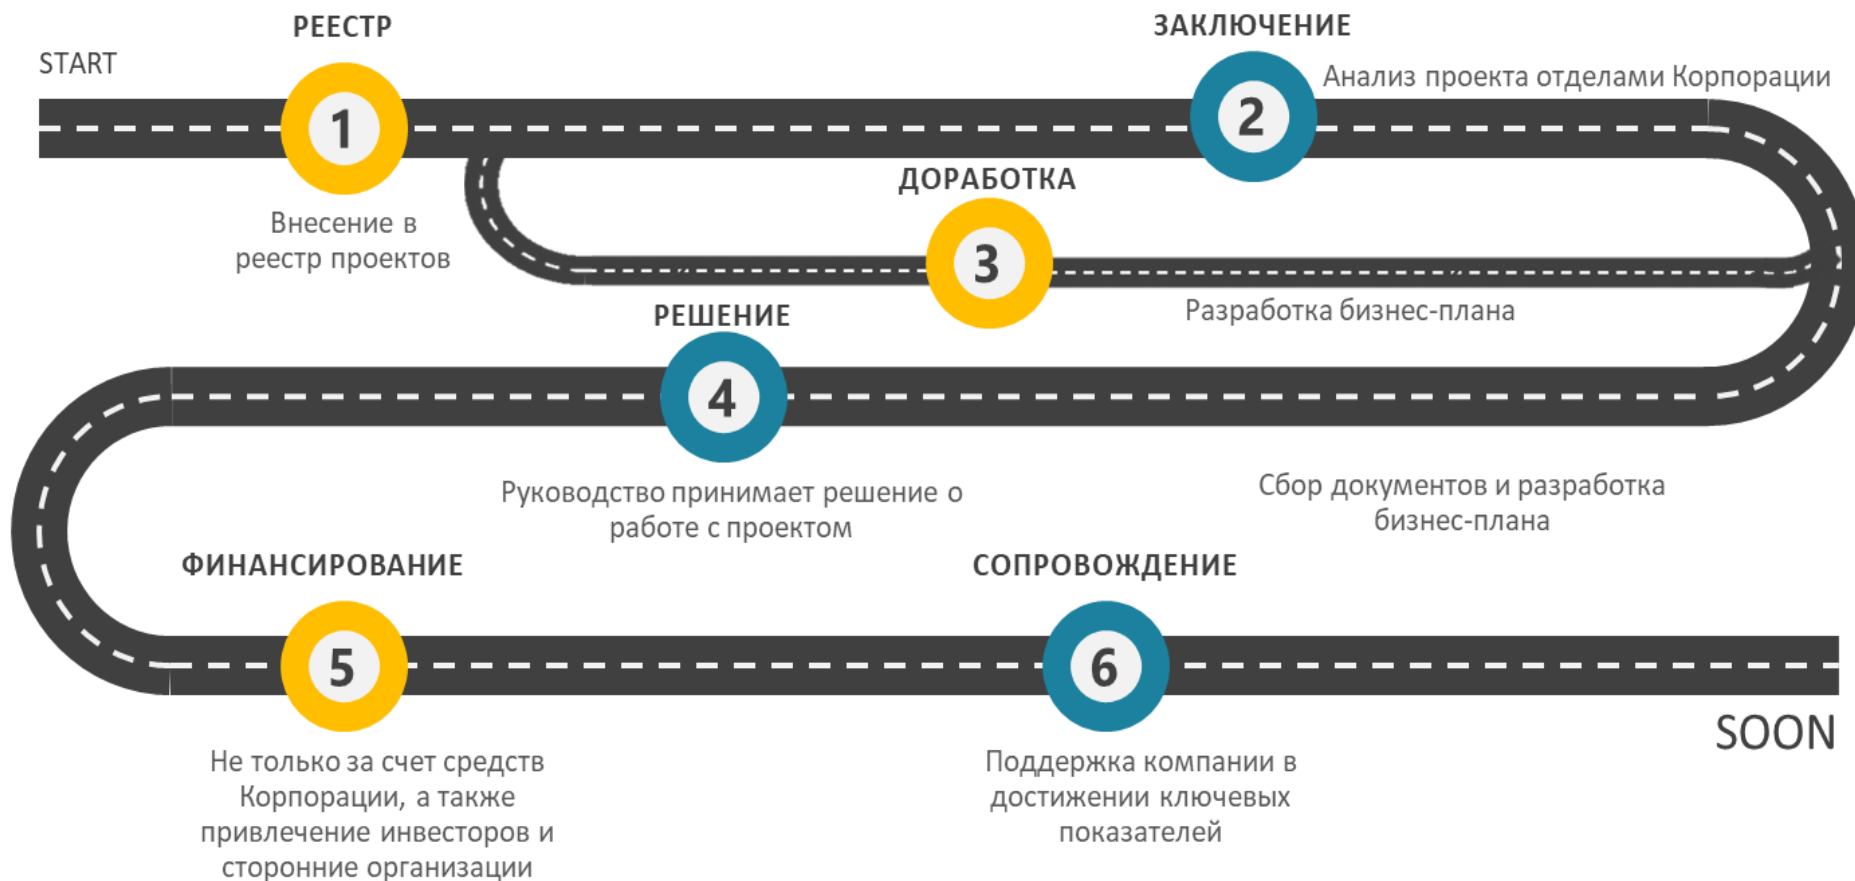 РЕЕСТР
START
1
Внесение в
реестр проектов
ЗАКЛЮЧЕНИЕ
2
Анализ проекта отделами Корпорации
ДОРАБОТКА
3
Разработка бизнес-плана
РЕШЕНИЕ
4
Руководство принимает решение о
работе с проектом
Сбор документов и разработка
бизнес-плана
ФИНАНСИРОВАНИЕ
5
Не только за счет средств
Корпорации, а также
привлечение инвесторов и
сторонние организации
СОПРОВОЖДЕНИЕ
6
Поддержка компании в
достижении ключевых
показателей
SOON